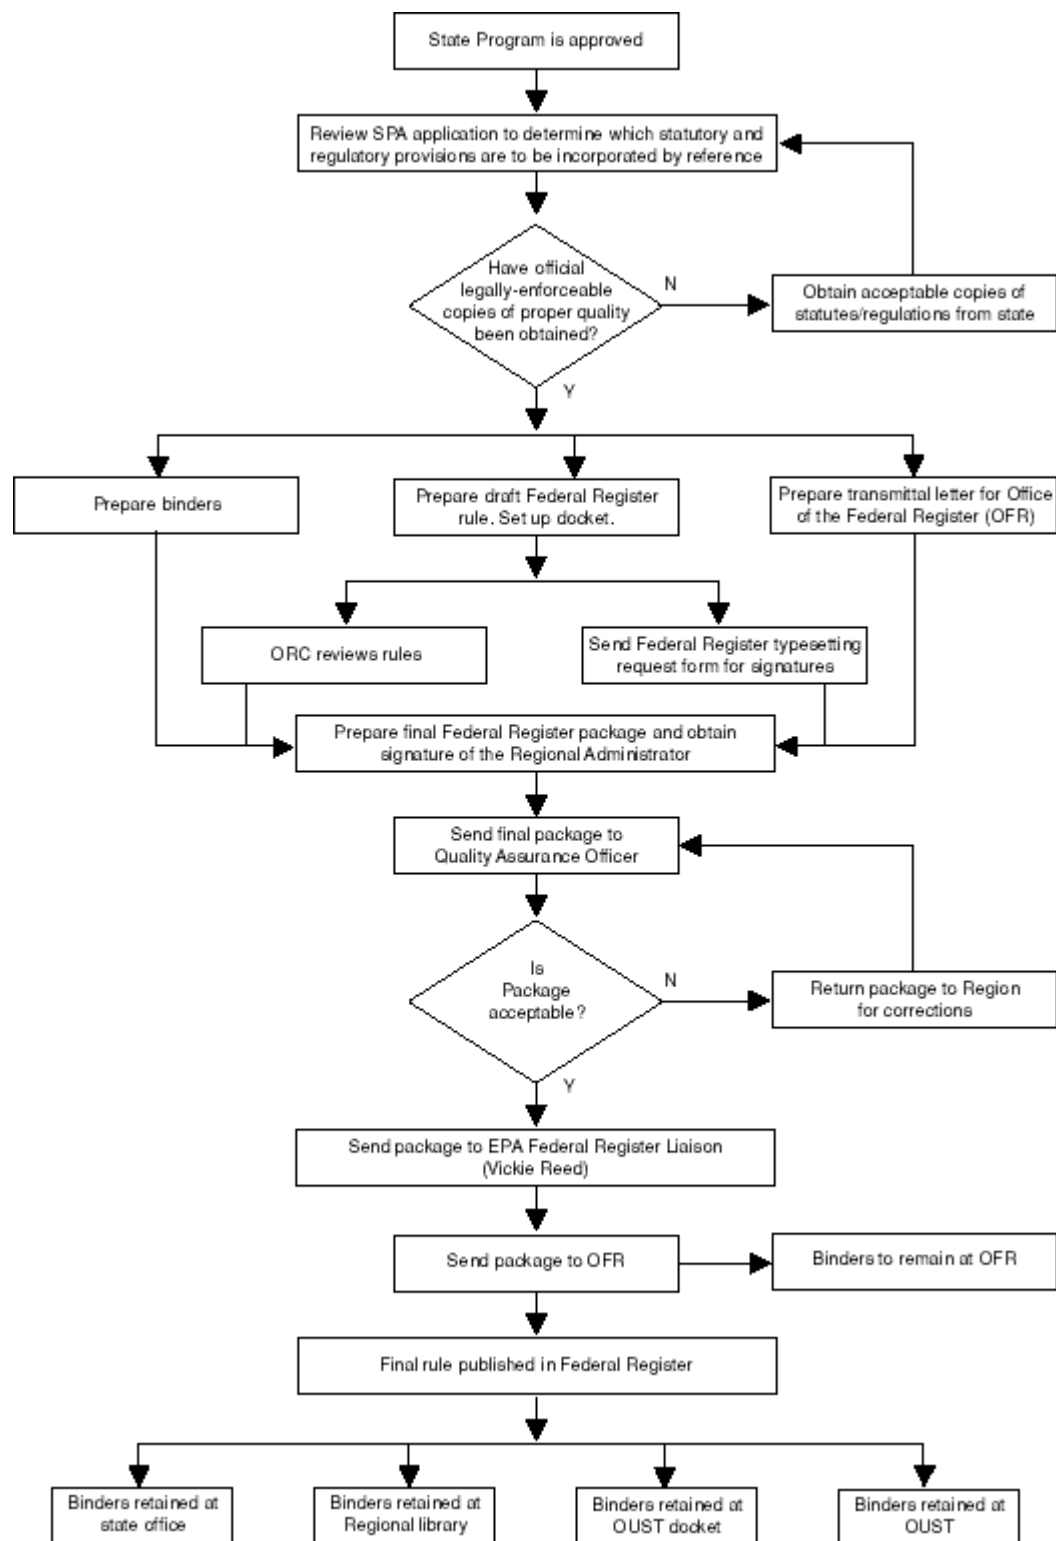 State Program is approved
Review SPA application to determine which statutory and
regulatory provisions are to be incorporated by reference
Have official
legally-enforceable
copies of proper quality
been obtained?
N
Obtain acceptable copies of
statutes/regulations from state
Y
Prepare binders
Prepare draft Federal Register
rule. Set up docket.
Prepare transmittal letter for Office
of the Federal Register (OFR)
ORC reviews rules
Send Federal Register typesetting
request form for signatures
Prepare final Federal Register package and obtain
signature of the Regional Administrator
Send final package to
Quality Assurance Officer
Is
Package
acceptable?
N
Return package to Region
for corrections
Y
Send package to EPA Federal Register Liaison
(Vickie Reed)
Send package to OFR
Binders to remain at OFR
Final rule published in Federal Register
Binders retained at
state office
Binders retained at
Regional library
Binders retained at
OUST docket
Binders retained at
OUST